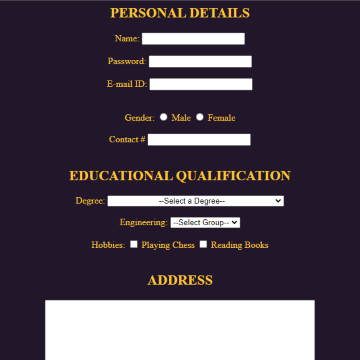 PERSONAL DETAILS
Name:
Password:
E-mail ID:
Gender: Male Female
Contact #
EDUCATIONAL QUALIFICATION
Degree: --Select a Degree--
Engineering: --Select Group--
Hobbies: Playing Chess Reading Books
ADDRESS